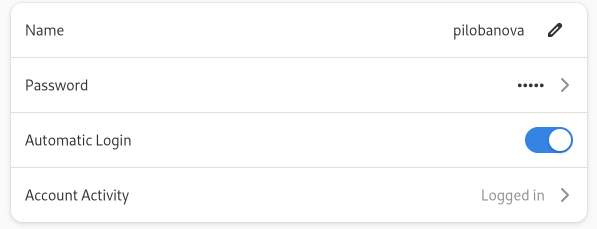 Name pilobanova
Password •••••
Automatic Login
Account Activity Logged in